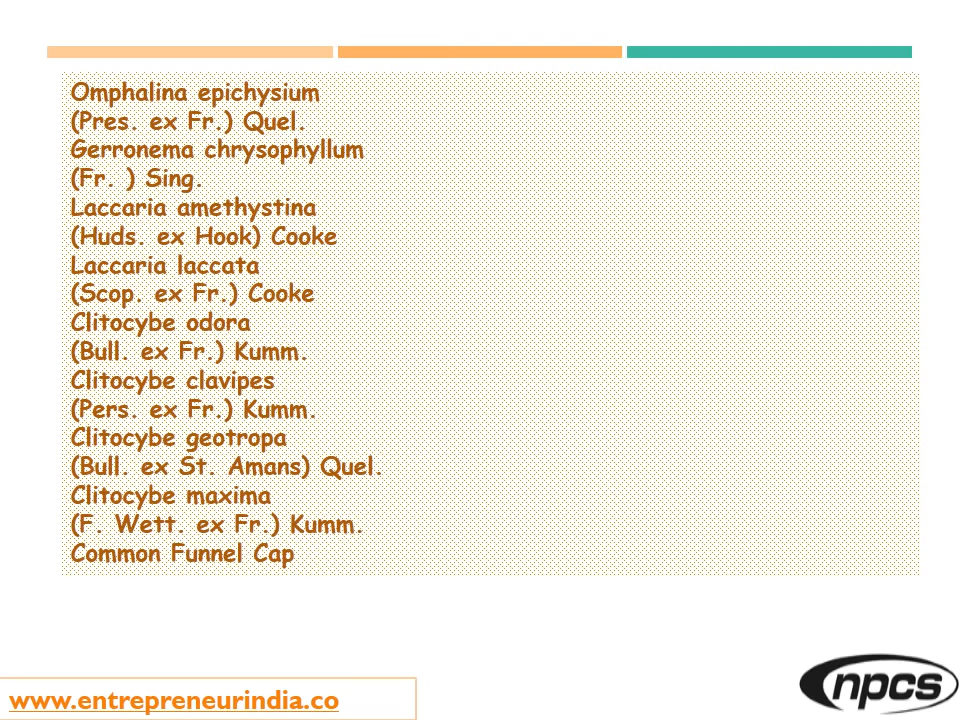 Omphalina epichysium
(Pres. ex Fr.) Quel.
Gerronema chrysophyllum
(Fr. ) Sing.
Laccaria amethystina
(Huds. ex Hook) Cooke
Laccaria laccata
(Scop. ex Fr.) Cooke
Clitocybe odora
(Bull. ex Fr.) Kumm.
Clitocybe clavipes
(Pers. ex Fr.) Kumm.
Clitocybe geotropa
(Bull. ex St. Amans) Quel.
Clitocybe maxima
(F. Wett. ex Fr.) Kumm.
Common Funnel Cap
www.entrepreneurindia.co
npcs